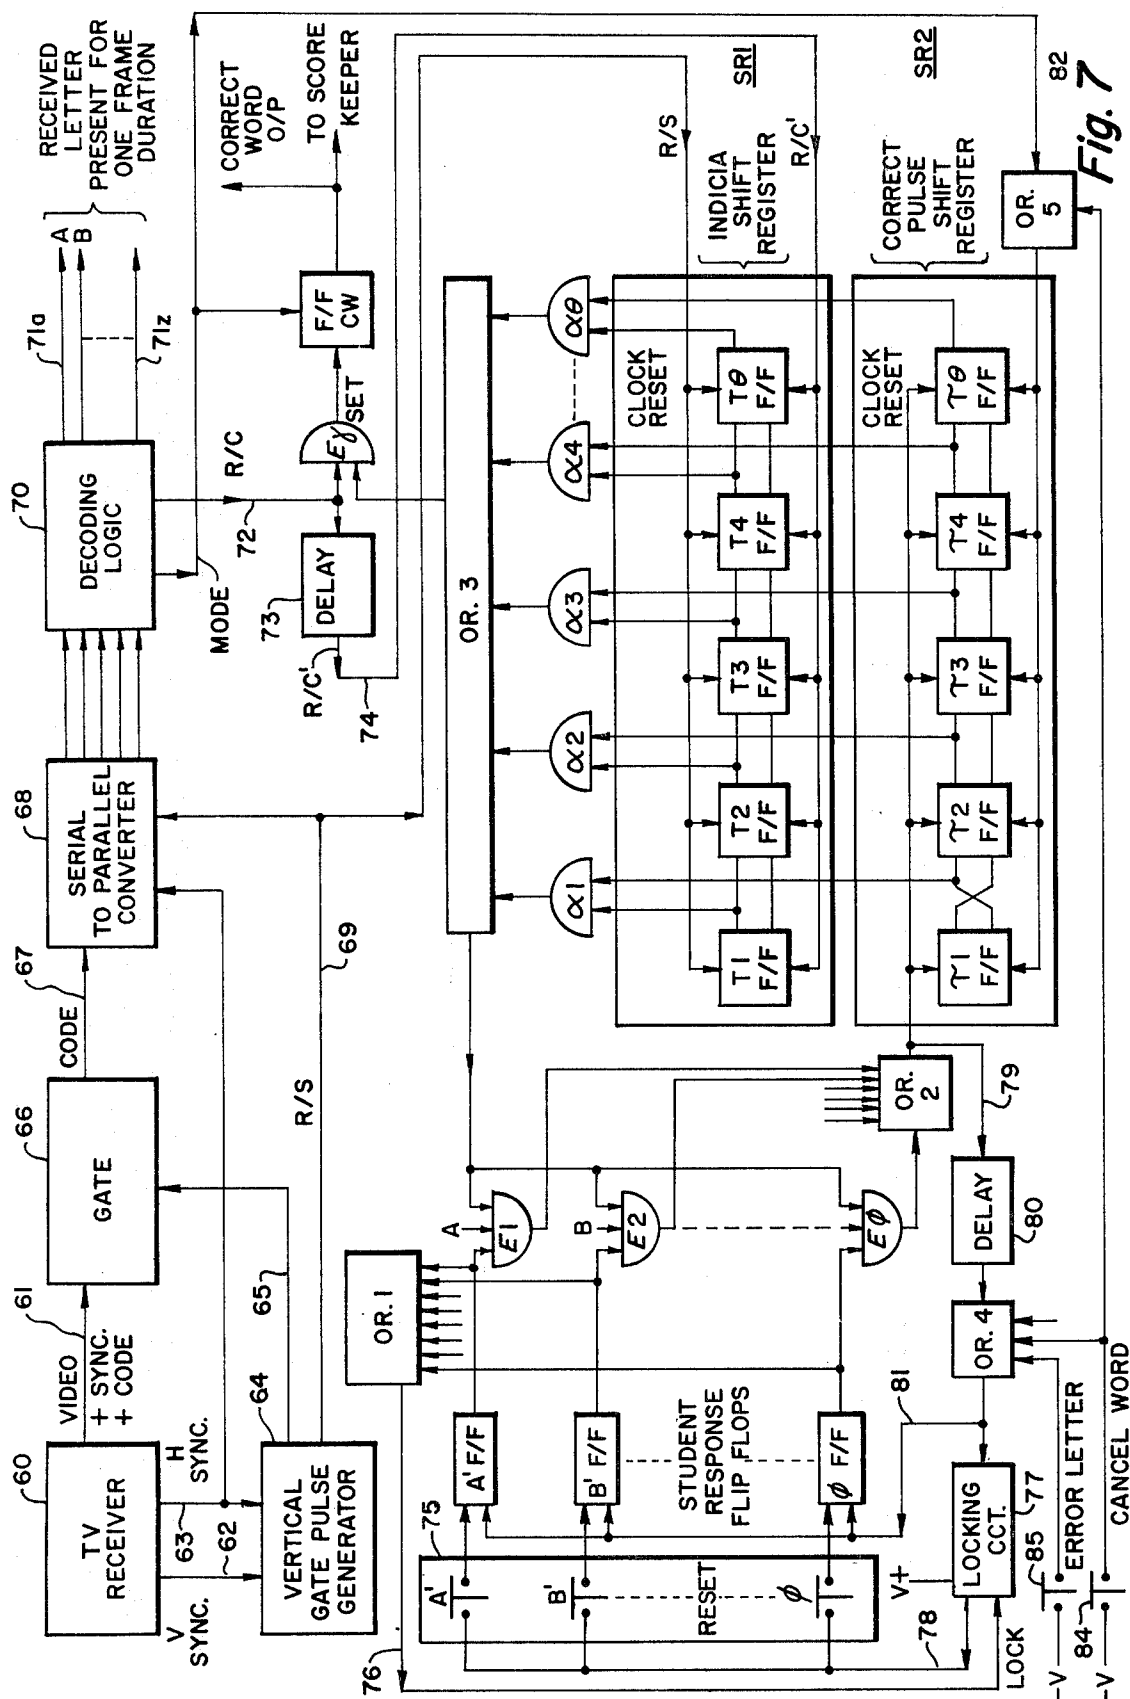 60
TV
RECEIVER
V
SYNC.
62
63
H
SYNC.
VIDEO
+ SYNC.
+ CODE
61
66
GATE
CODE
67
68
SERIAL
TO PARALLEL
CONVERTER
70
DECODING
LOGIC
71a
A
B
71z
RECEIVED
LETTER
PRESENT FOR
ONE FRAME
DURATION
64
VERTICAL
GATE PULSE
GENERATOR
65
R/S
69
MODE
72
R/C
73
DELAY
R/C'
74
Eγ
SET
F/F
CW
CORRECT
WORD
O/P
TO SCORE
KEEPER
76
75
A'
B'
RESET
ϕ
A' F/F
B' F/F
STUDENT
RESPONSE
FLIP FLOPS
ϕ F/F
OR. 1
A
E1
B
E2
Eϕ
OR. 3
α1
α2
α3
α4
αθ
CLOCK
RESET
T1
F/F
T2
F/F
T3
F/F
T4
F/F
Tθ
F/F
R/S
R/C'
INDICIA
SHIFT
REGISTER
SR1
OR.
2
CLOCK
RESET
τ1
F/F
τ2
F/F
τ3
F/F
τ4
F/F
τθ
F/F
CORRECT
PULSE
SHIFT
REGISTER
SR2
79
DELAY
80
OR. 4
81
V+
LOCKING
CCT.
77
78
LOCK
85
ERROR LETTER
84
CANCEL WORD
-V
-V
OR.
5
82
Fig. 7